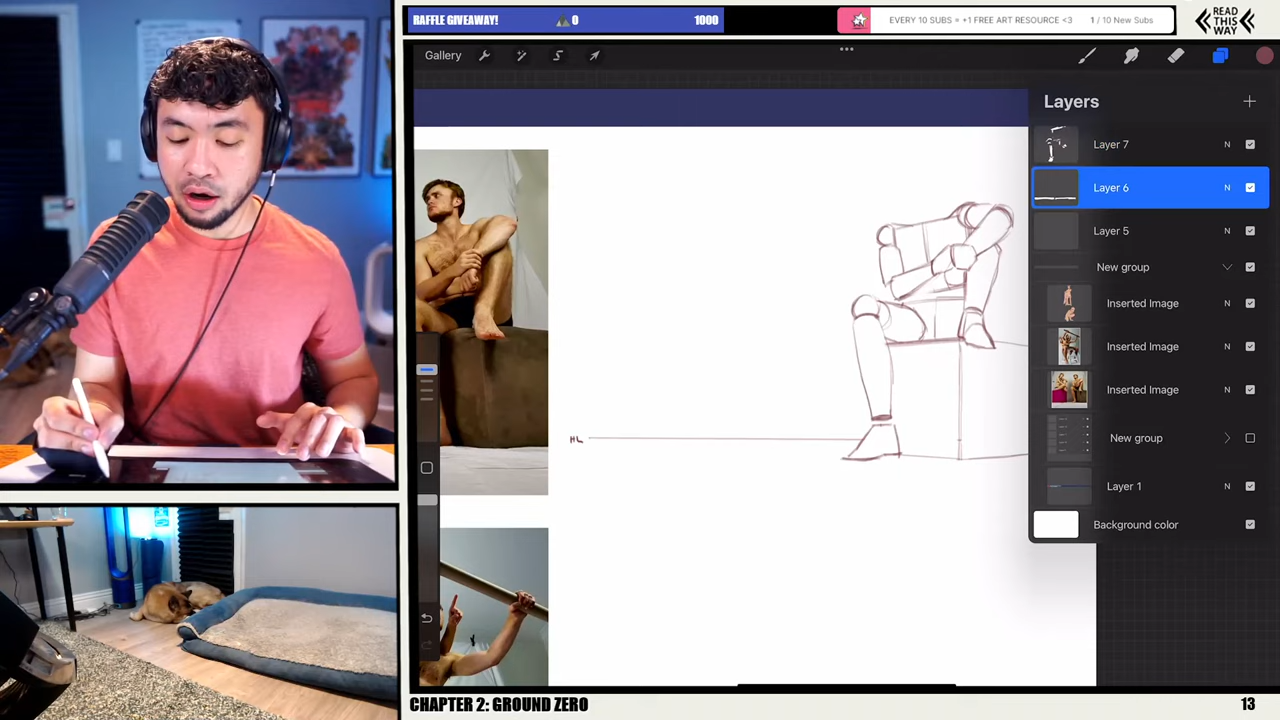 RAFFLE GIVEAWAY!
0
1000
EVERY 10 SUBS = +1 FREE ART RESOURCE <3
1 / 10 New Subs
READ
THIS
WAY
Gallery
Layers
Layer 7
N
Layer 6
N
Layer 5
N
New group
Inserted Image
N
Inserted Image
N
Inserted Image
N
New group
Layer 1
N
Background color
HL
CHAPTER 2: GROUND ZERO
13